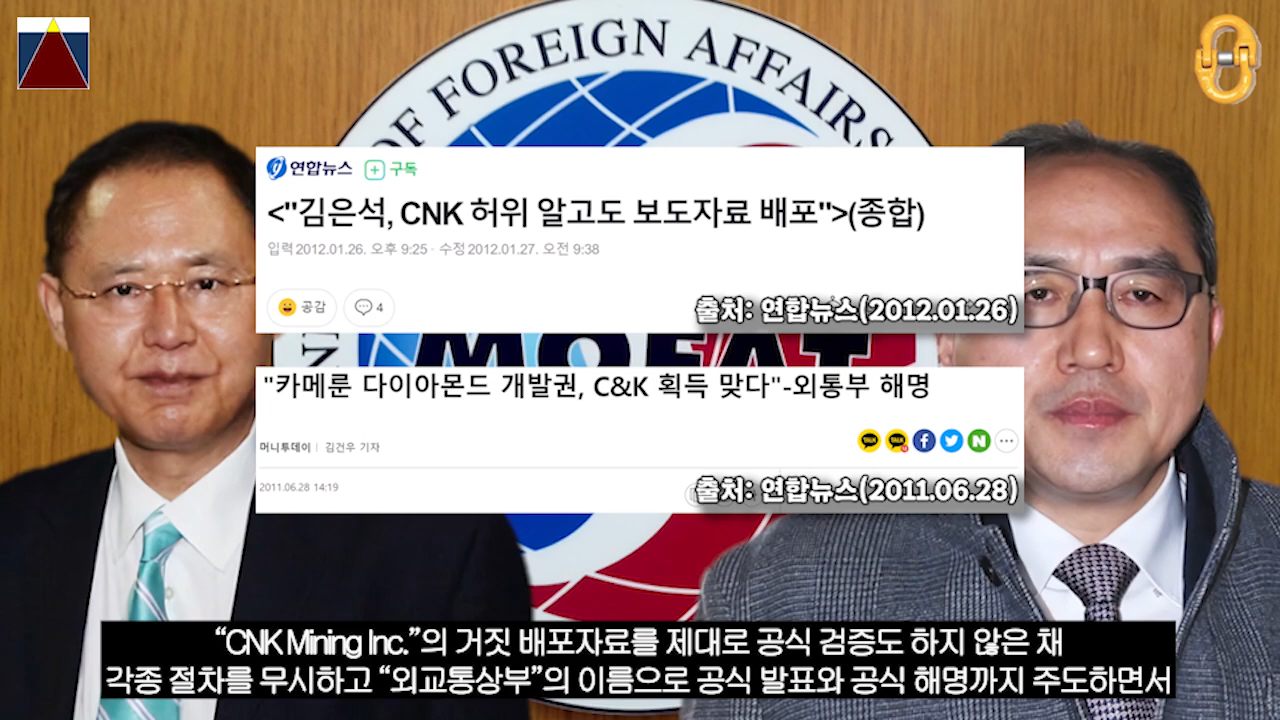 OF FOREIGN AFFAIRS
연합뉴스 구독
<"김은석, CNK 허위 알고도 보도자료 배포">(종합)
입력 2012.01.26. 오후 9:25 · 수정 2012.01.27. 오전 9:38
공감 4
출처: 연합뉴스(2012.01.26)
MOFAT
"카메룬 다이아몬드 개발권, C&K 획득 맞다"-외통부 해명
머니투데이 | 김건우 기자
2011.06.28 14:19
출처: 연합뉴스(2011.06.28)
“CNK Mining Inc.”의 거짓 배포자료를 제대로 공식 검증도 하지 않은 채
각종 절차를 무시하고 “외교통상부”의 이름으로 공식 발표와 공식 해명까지 주도하면서